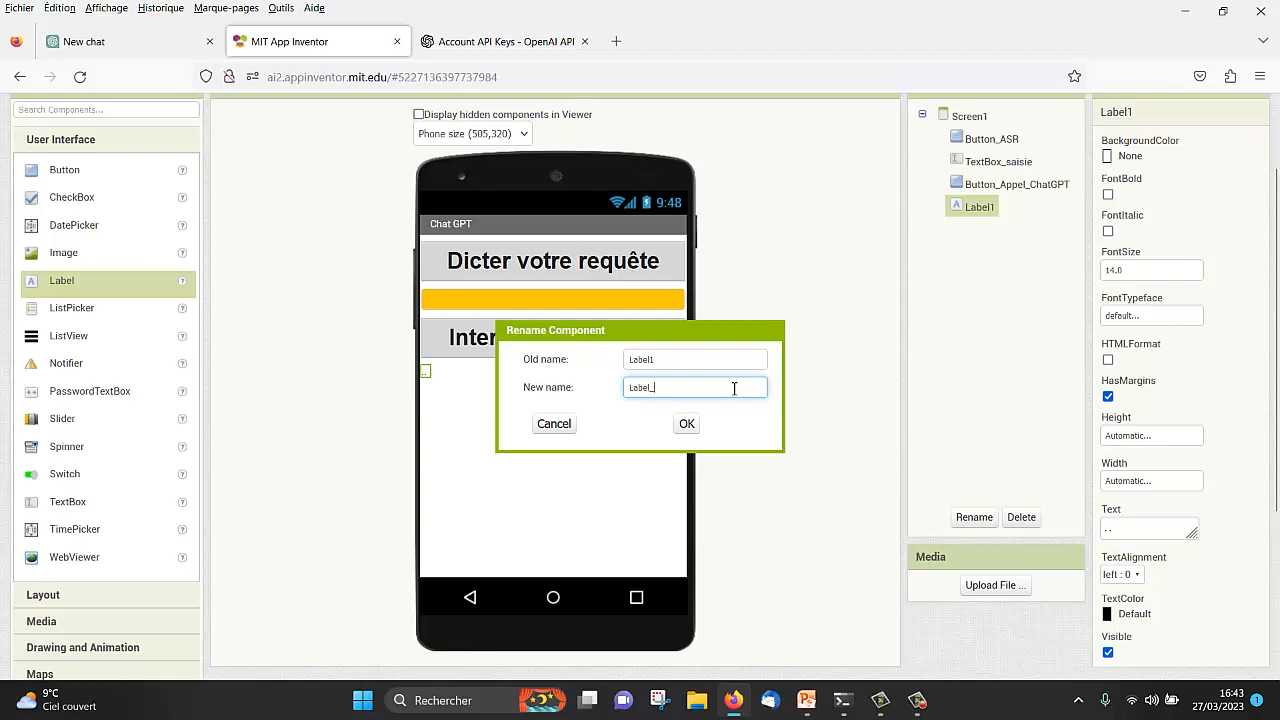 Fichier Édition Affichage Historique Marque-pages Outils Aide
New chat
MIT App Inventor
Account API Keys - OpenAI API
ai2.appinventor.mit.edu/#5227136397737984
Search Components...
User Interface
Button
CheckBox
DatePicker
Image
Label
ListPicker
ListView
Notifier
PasswordTextBox
Slider
Spinner
Switch
TextBox
TimePicker
WebViewer
Layout
Media
Drawing and Animation
Maps
Display hidden components in Viewer
Phone size (505,320)
9:48
Chat GPT
Dicter votre requête
Inter
Rename Component
Old name: Label1
New name: Label_
Cancel OK
Screen1
Button_ASR
TextBox_saisie
Button_Appel_ChatGPT
Label1
Rename Delete
Media
Upload File ...
Label1
BackgroundColor
None
FontBold
FontItalic
FontSize
14.0
FontTypeface
default...
HTMLFormat
HasMargins
Height
Automatic...
Width
Automatic...
Text
. .
TextAlignment
left : 0
TextColor
Default
Visible
9°C
Ciel couvert
Rechercher
16:43
27/03/2023
1